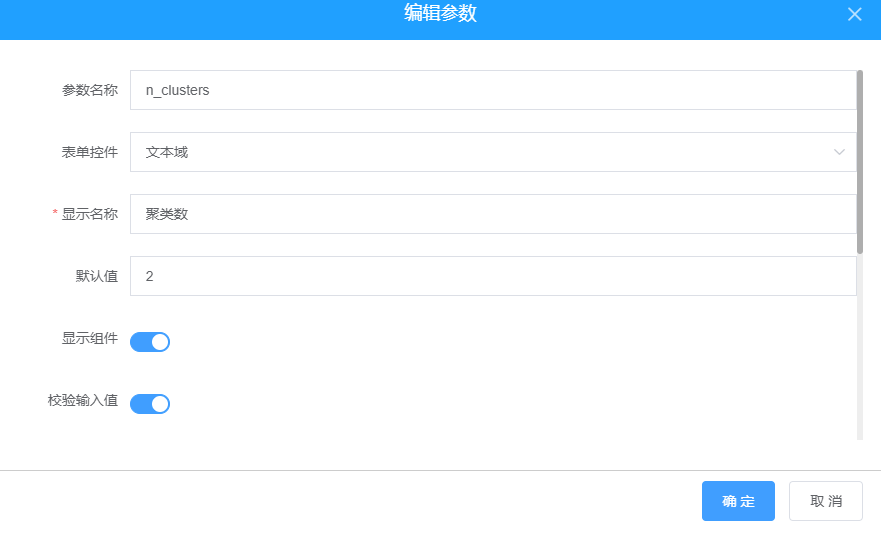 编辑参数
参数名称 n_clusters
表单控件 文本域
* 显示名称 聚类数
默认值 2
显示组件
校验输入值
确定 取消